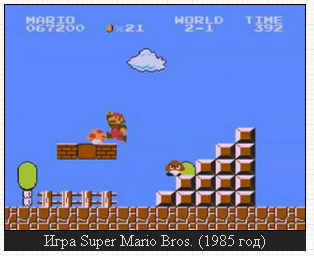 MARIO WORLD TIME
067200 ×21 2-1 392
Игра Super Mario Bros. (1985 год)